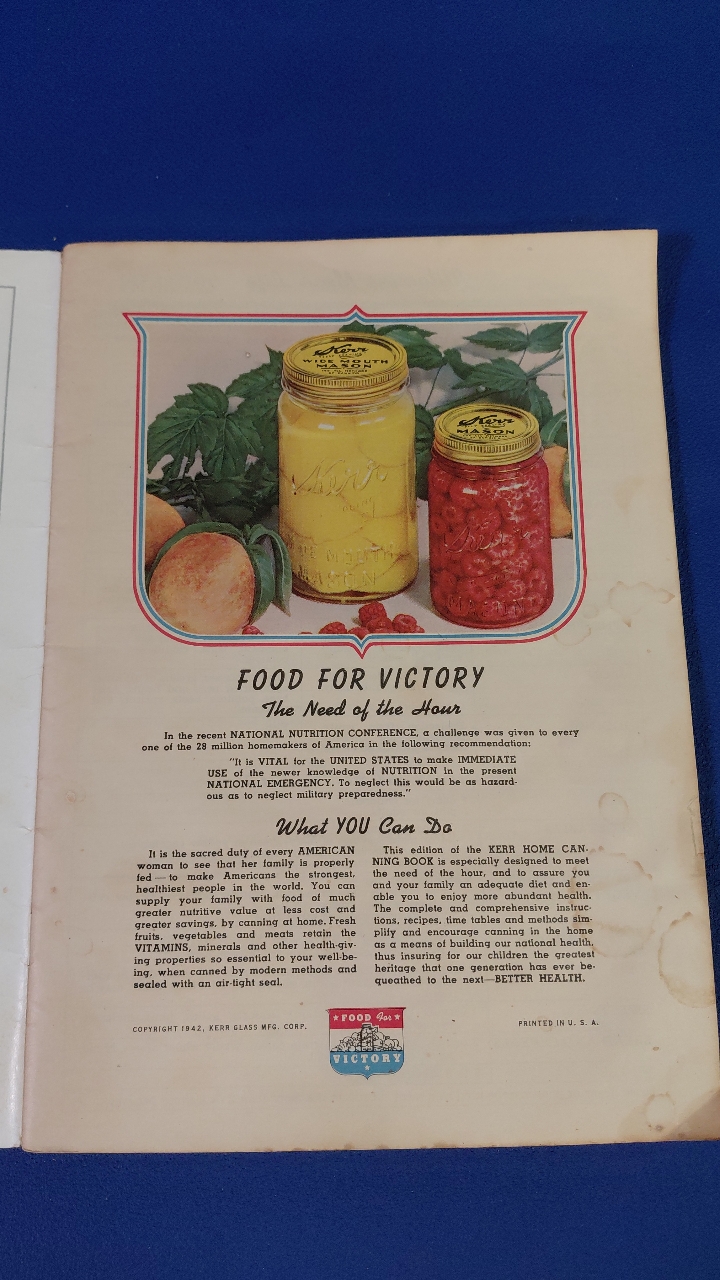 Kerr
WIDE MOUTH
MASON
Kerr
MASON
Kerr
WIDE MOUTH
MASON
Kerr
MASON
FOOD FOR VICTORY
The Need of the Hour
In the recent NATIONAL NUTRITION CONFERENCE, a challenge was given to every
one of the 28 million homemakers of America in the following recommendation:
"It is VITAL for the UNITED STATES to make IMMEDIATE
USE of the newer knowledge of NUTRITION in the present
NATIONAL EMERGENCY. To neglect this would be as hazard-
ous as to neglect military preparedness."
What YOU Can Do
It is the sacred duty of every AMERICAN
woman to see that her family is properly
fed — to make Americans the strongest,
healthiest people in the world. You can
supply your family with food of much
greater nutritive value at less cost and
greater savings, by canning at home. Fresh
fruits, vegetables and meats retain the
VITAMINS, minerals and other health-giv-
ing properties so essential to your well-be-
ing, when canned by modern methods and
sealed with an air-tight seal.
This edition of the KERR HOME CAN-
NING BOOK is especially designed to meet
the need of the hour, and to assure you
and your family an adequate diet and en-
able you to enjoy more abundant health.
The complete and comprehensive instruc-
tions, recipes, time tables and methods sim-
plify and encourage canning in the home
as a means of building our national health,
thus insuring for our children the greatest
heritage that one generation has ever be-
queathed to the next—BETTER HEALTH.
COPYRIGHT 1942, KERR GLASS MFG. CORP.
FOOD For
VICTORY
PRINTED IN U. S. A.